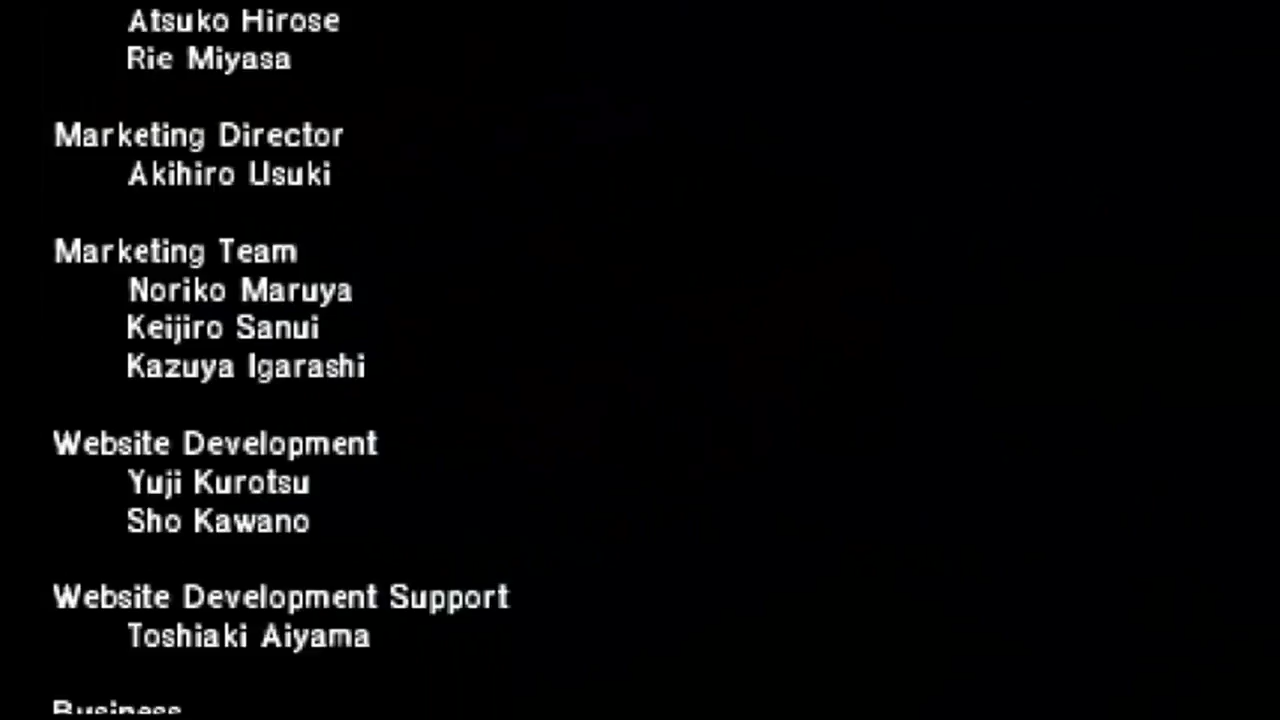 Atsuko Hirose
Rie Miyasa
Marketing Director
Akihiro Usuki
Marketing Team
Noriko Maruya
Keijiro Sanui
Kazuya Igarashi
Website Development
Yuji Kurotsu
Sho Kawano
Website Development Support
Toshiaki Aiyama
Business